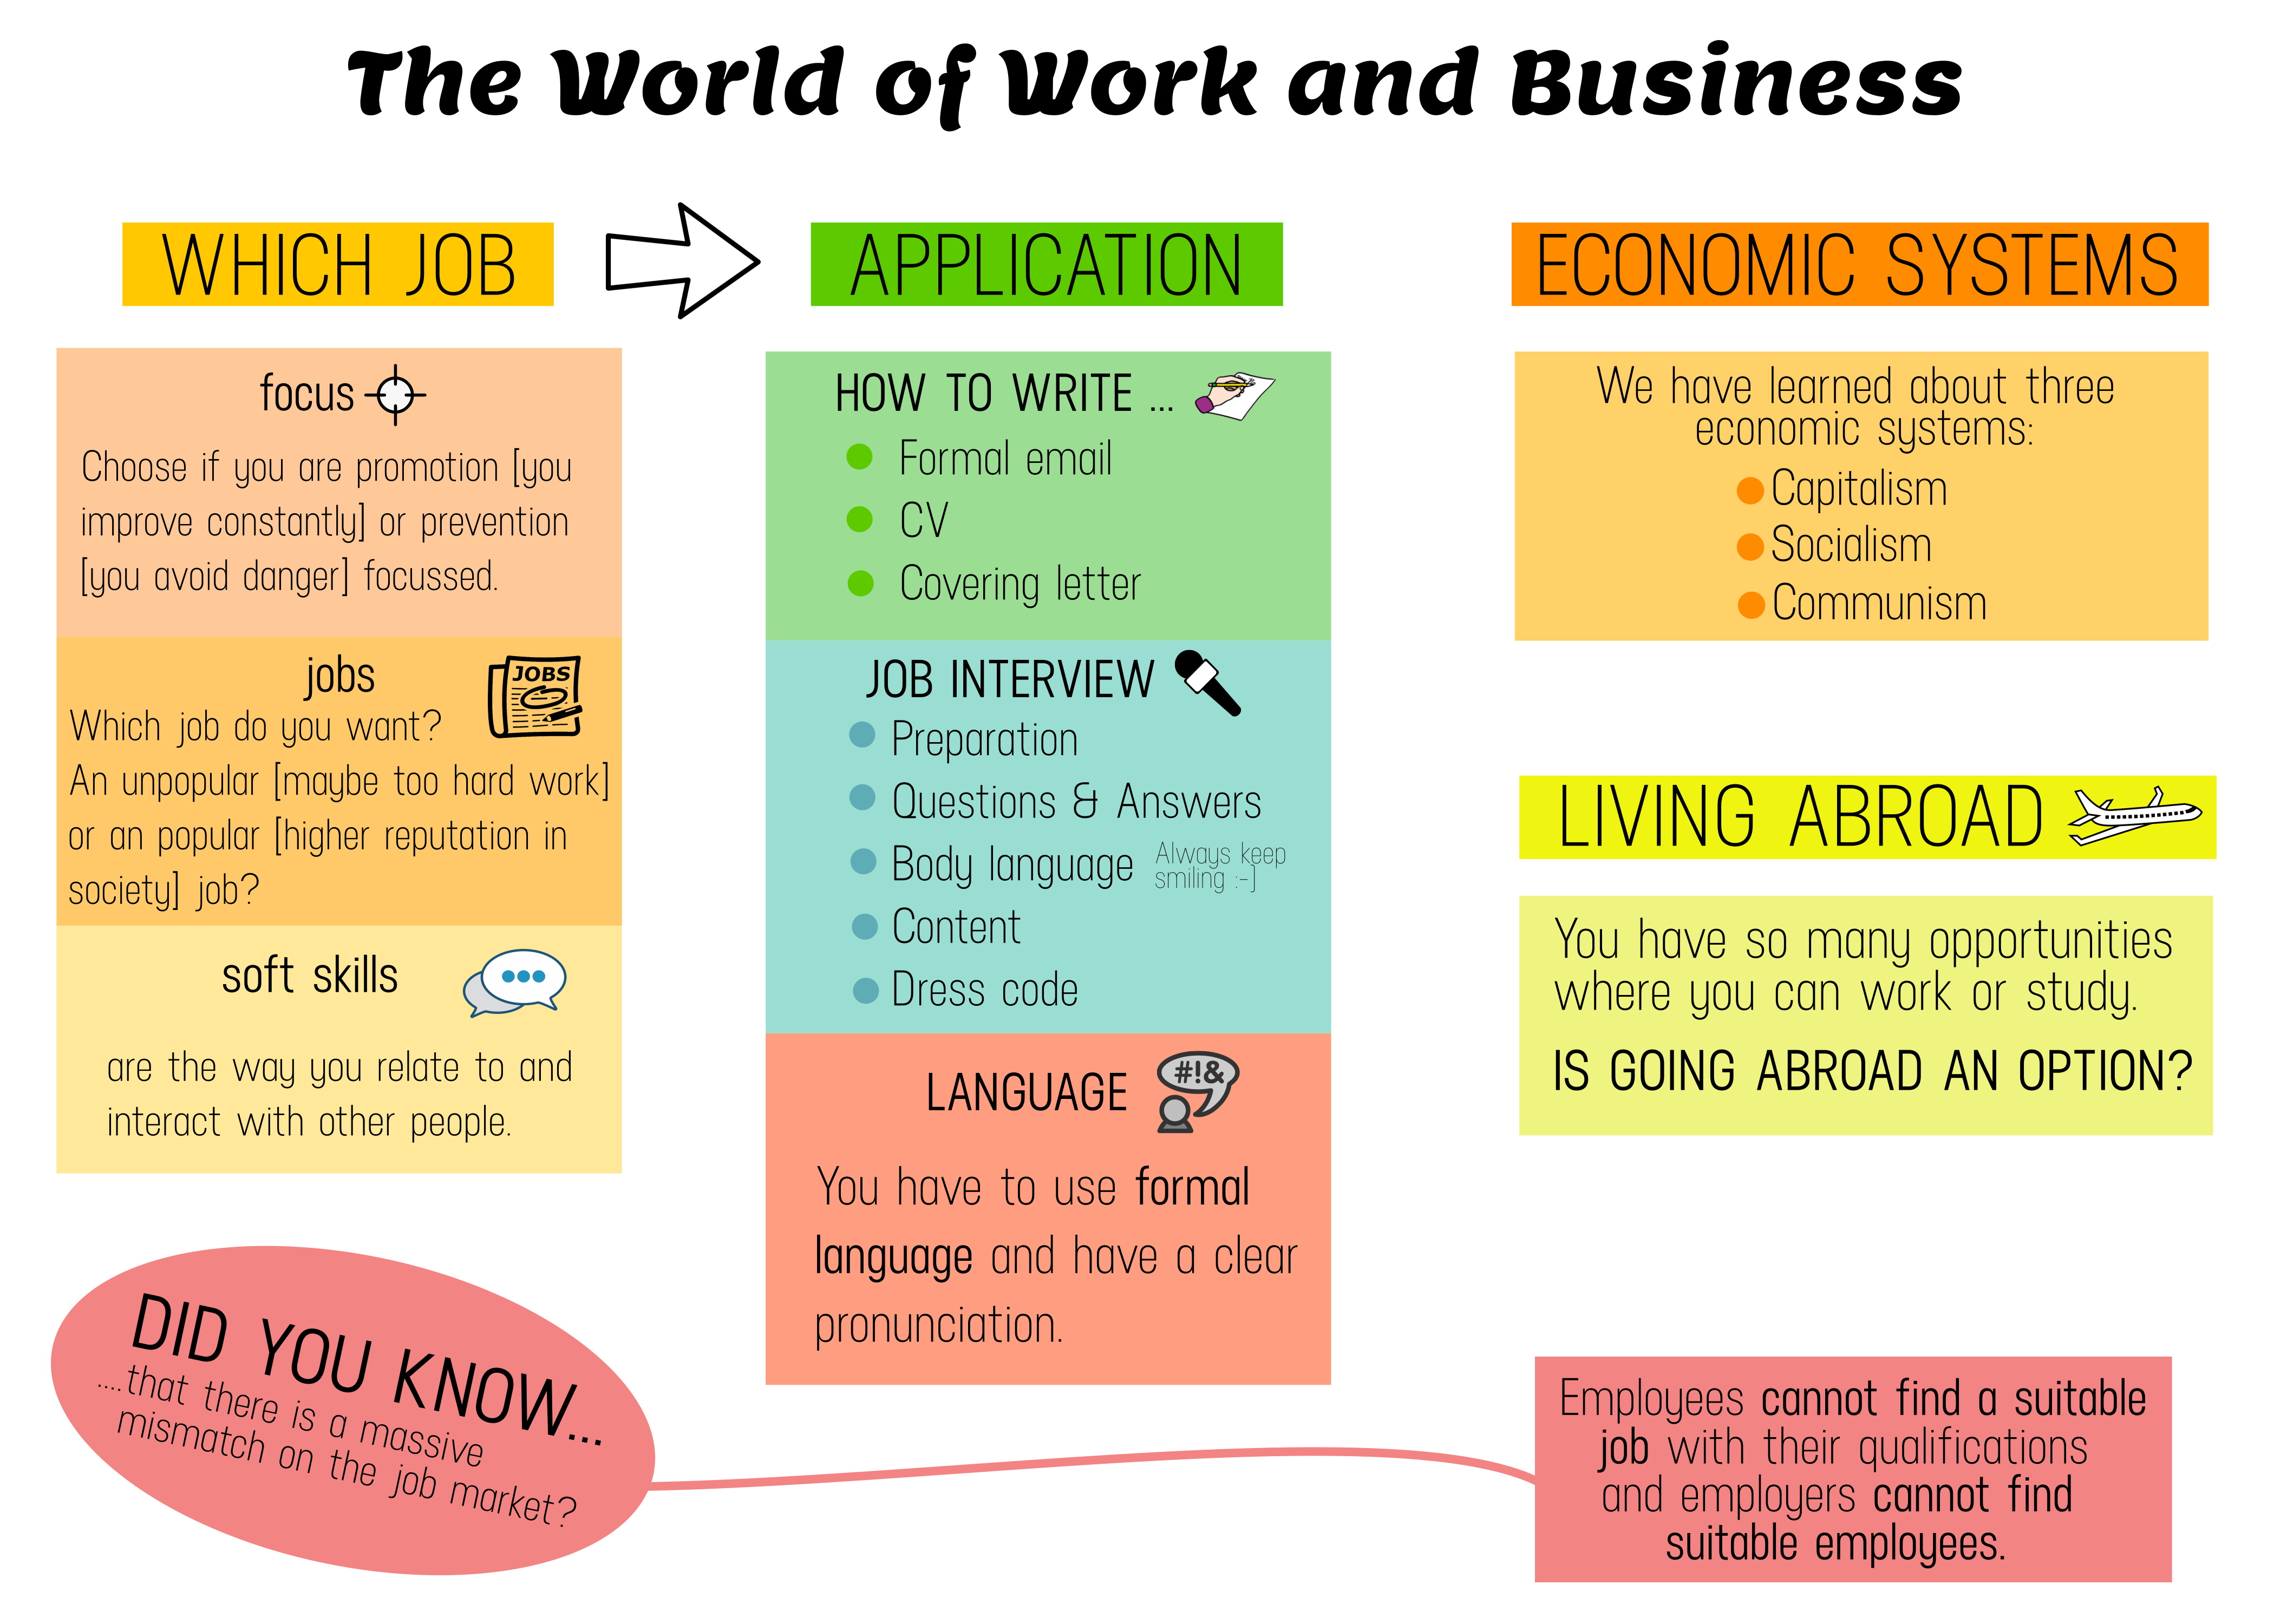 The World of Work and Business
WHICH JOB
focus
Choose if you are promotion [you
improve constantly] or prevention
[you avoid danger] focussed.
jobs
JOBS
Which job do you want?
An unpopular [maybe too hard work]
or an popular [higher reputation in
society] job?
soft skills
are the way you relate to and
interact with other people.
APPLICATION
HOW TO WRITE ...
Formal email
CV
Covering letter
JOB INTERVIEW
Preparation
Questions & Answers
Body language
Always keep
smiling :-]
Content
Dress code
LANGUAGE
#!&
You have to use formal
language and have a clear
pronunciation.
ECONOMIC SYSTEMS
We have learned about three
economic systems:
Capitalism
Socialism
Communism
LIVING ABROAD
You have so many opportunities
where you can work or study.
IS GOING ABROAD AN OPTION?
DID YOU KNOW...
....that there is a massive
mismatch on the job market?
Employees cannot find a suitable
job with their qualifications
and employers cannot find
suitable employees.